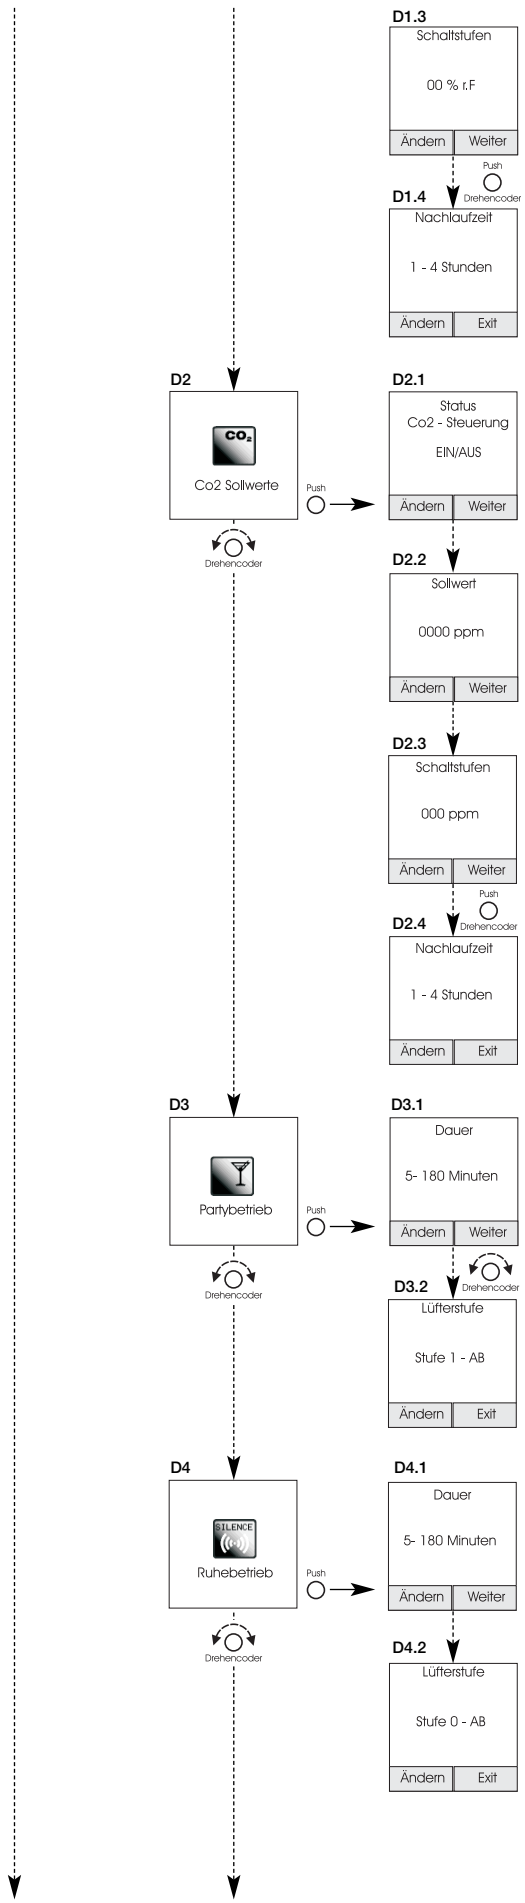 D1.3
Schaltstufen
00 % r.F
Ändern Weiter
Push
Drehencoder
D1.4
Nachlaufzeit
1 - 4 Stunden
Ändern Exit
D2
CO2
Co2 Sollwerte
Push
Drehencoder
D2.1
Status
Co2 - Steuerung
EIN/AUS
Ändern Weiter
D2.2
Sollwert
0000 ppm
Ändern Weiter
D2.3
Schaltstufen
000 ppm
Ändern Weiter
Push
Drehencoder
D2.4
Nachlaufzeit
1 - 4 Stunden
Ändern Exit
D3
Partybetrieb
Push
Drehencoder
D3.1
Dauer
5- 180 Minuten
Ändern Weiter
Drehencoder
D3.2
Lüfterstufe
Stufe 1 - AB
Ändern Exit
D4
SILENCE
Ruhebetrieb
Push
Drehencoder
D4.1
Dauer
5- 180 Minuten
Ändern Weiter
D4.2
Lüfterstufe
Stufe 0 - AB
Ändern Exit